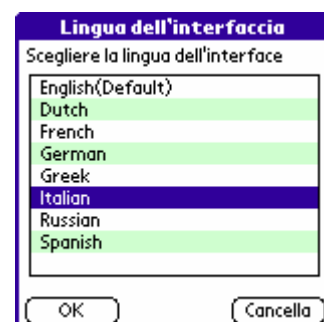 Lingua dell'interfaccia
Scegliere la lingua dell'interface
English(Default)
Dutch
French
German
Greek
Italian
Russian
Spanish
OK
Cancella